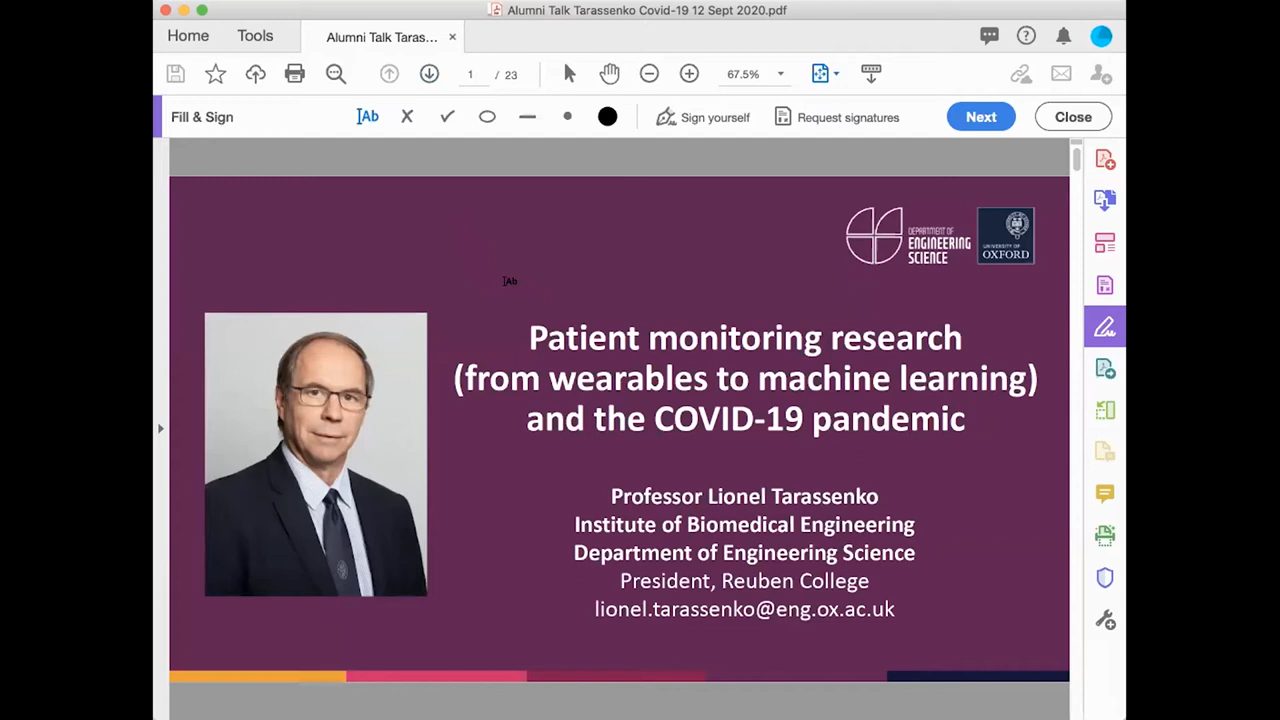 Alumni Talk Tarassenko Covid-19 12 Sept 2020.pdf
Home
Tools
Alumni Talk Taras... ×
1 / 23
67.5%
Fill & Sign
Ab
Sign yourself
Request signatures
Next
Close
DEPARTMENT OF
ENGINEERING
SCIENCE
UNIVERSITY OF
OXFORD
Ab
Patient monitoring research
(from wearables to machine learning)
and the COVID-19 pandemic
Professor Lionel Tarassenko
Institute of Biomedical Engineering
Department of Engineering Science
President, Reuben College
lionel.tarassenko@eng.ox.ac.uk